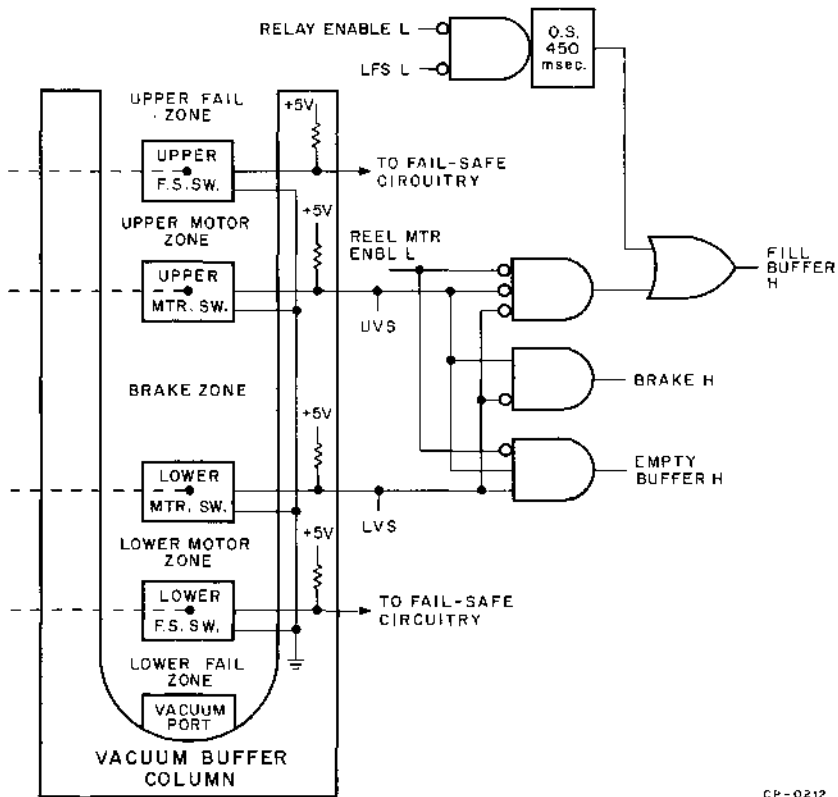 RELAY ENABLE L
LFS L
O.S.
450
msec.
UPPER FAIL
ZONE
+5V
UPPER
F.S.SW.
TO FAIL-SAFE
CIRCUITRY
UPPER MOTOR
ZONE
+5V
REEL MTR
ENBL L
UPPER
MTR. SW.
UVS
FILL
BUFFER
H
BRAKE ZONE
BRAKE H
+5V
LOWER
MTR. SW.
LVS
EMPTY
BUFFER H
LOWER MOTOR
ZONE
+5V
LOWER
F.S. SW.
TO FAIL-SAFE
CIRCUITRY
LOWER FAIL
ZONE
VACUUM
PORT
VACUUM BUFFER
COLUMN
CP-0212